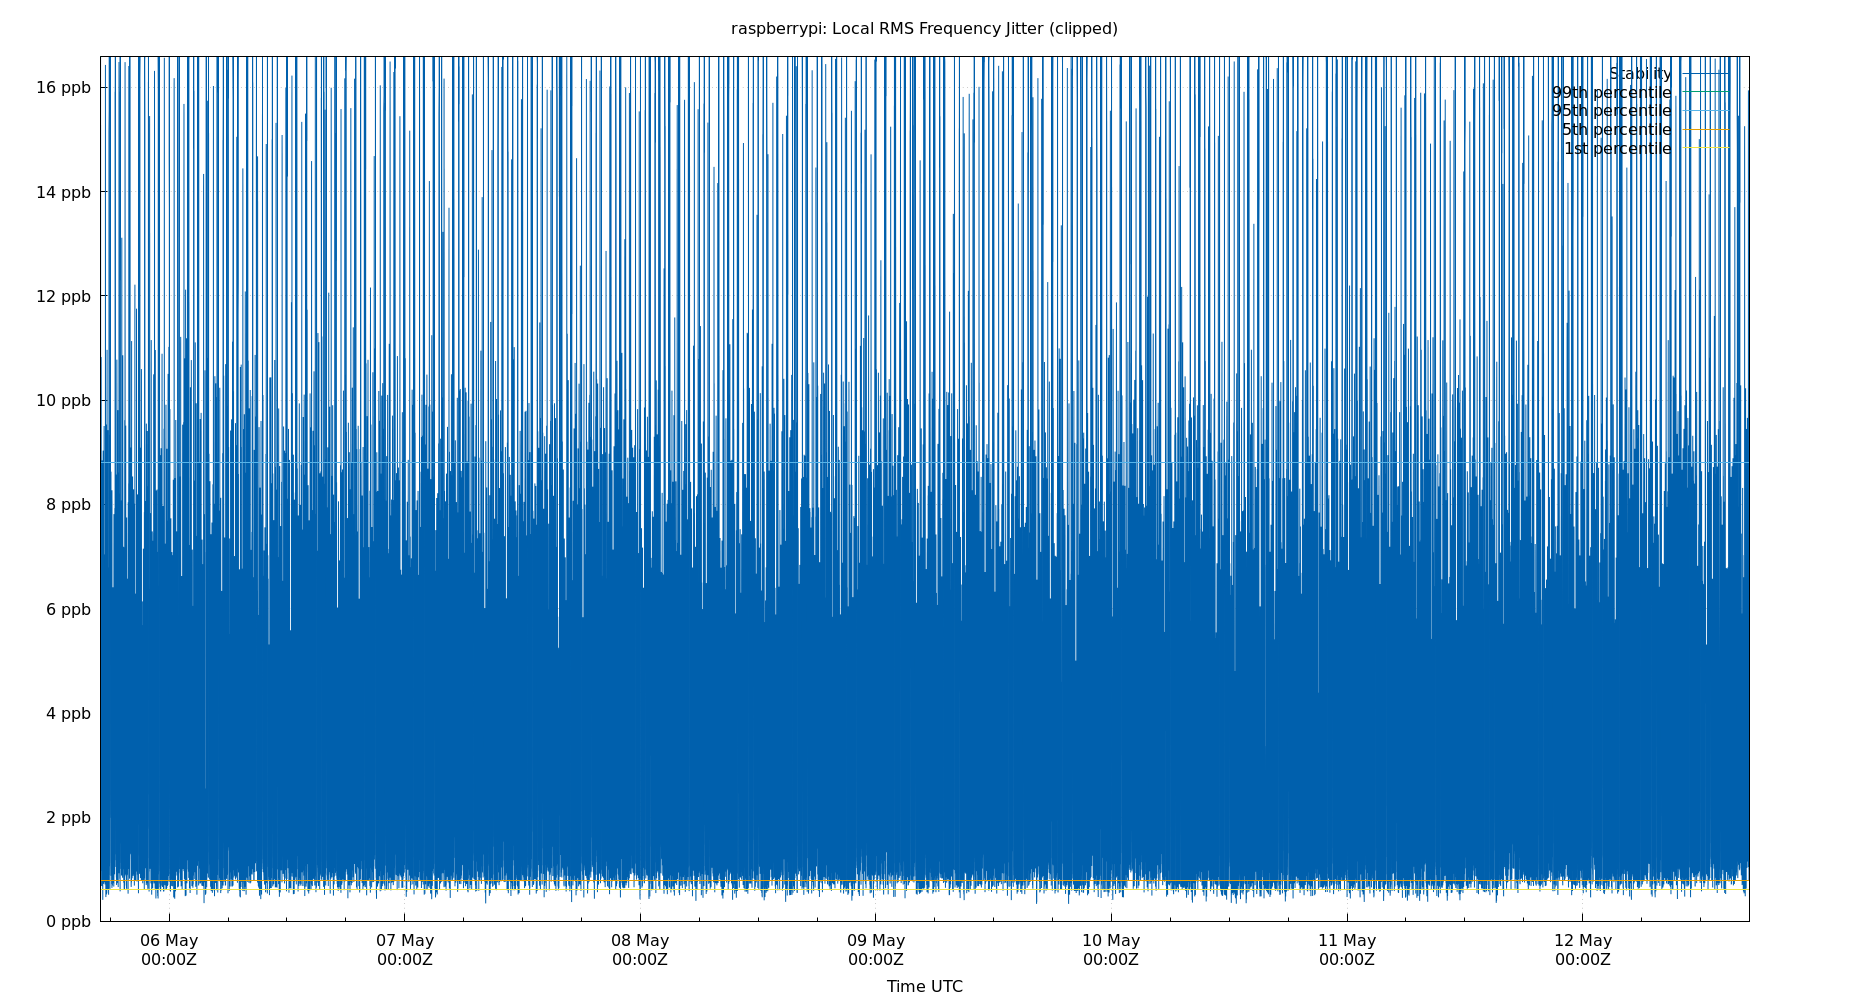 raspberrypi: Local RMS Frequency Jitter (clipped)
16 ppb
14 ppb
12 ppb
10 ppb
8 ppb
6 ppb
4 ppb
2 ppb
0 ppb
Stability
99th percentile
95th percentile
5th percentile
1st percentile
06 May
00:00Z
07 May
00:00Z
08 May
00:00Z
09 May
00:00Z
10 May
00:00Z
11 May
00:00Z
12 May
00:00Z
Time UTC